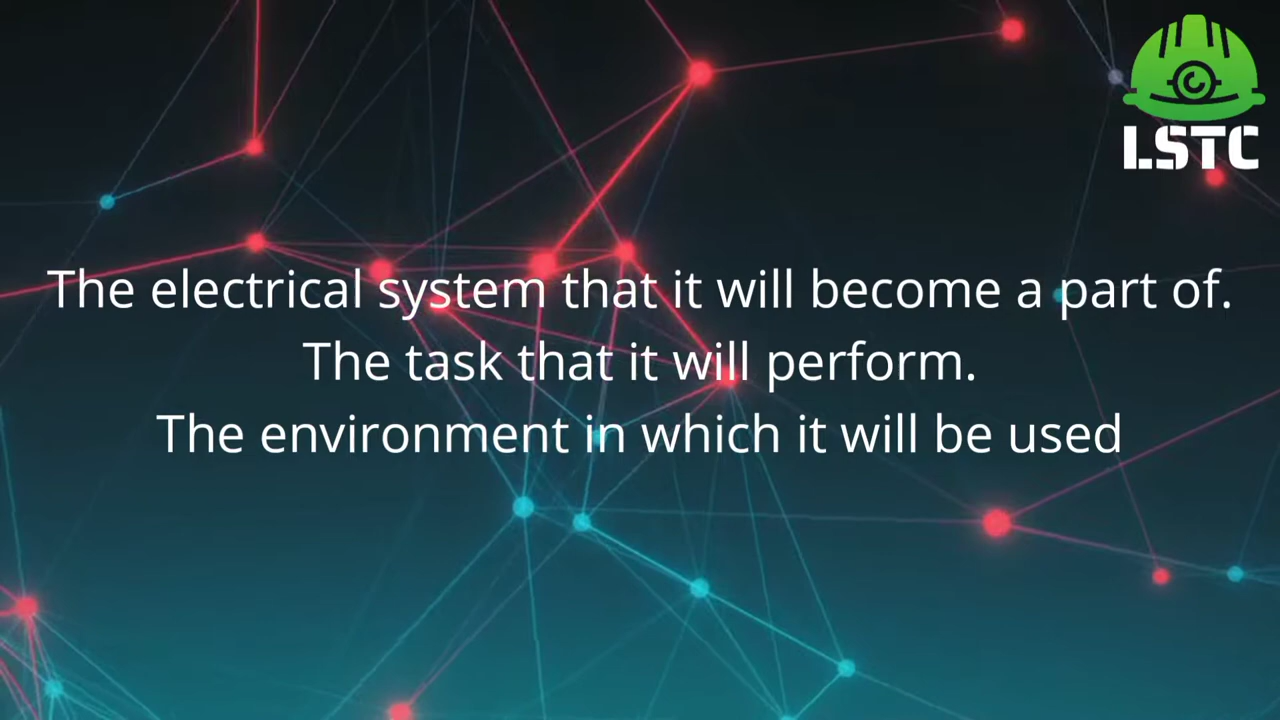 LSTC
The electrical system that it will become a part of.
The task that it will perform.
The environment in which it will be used